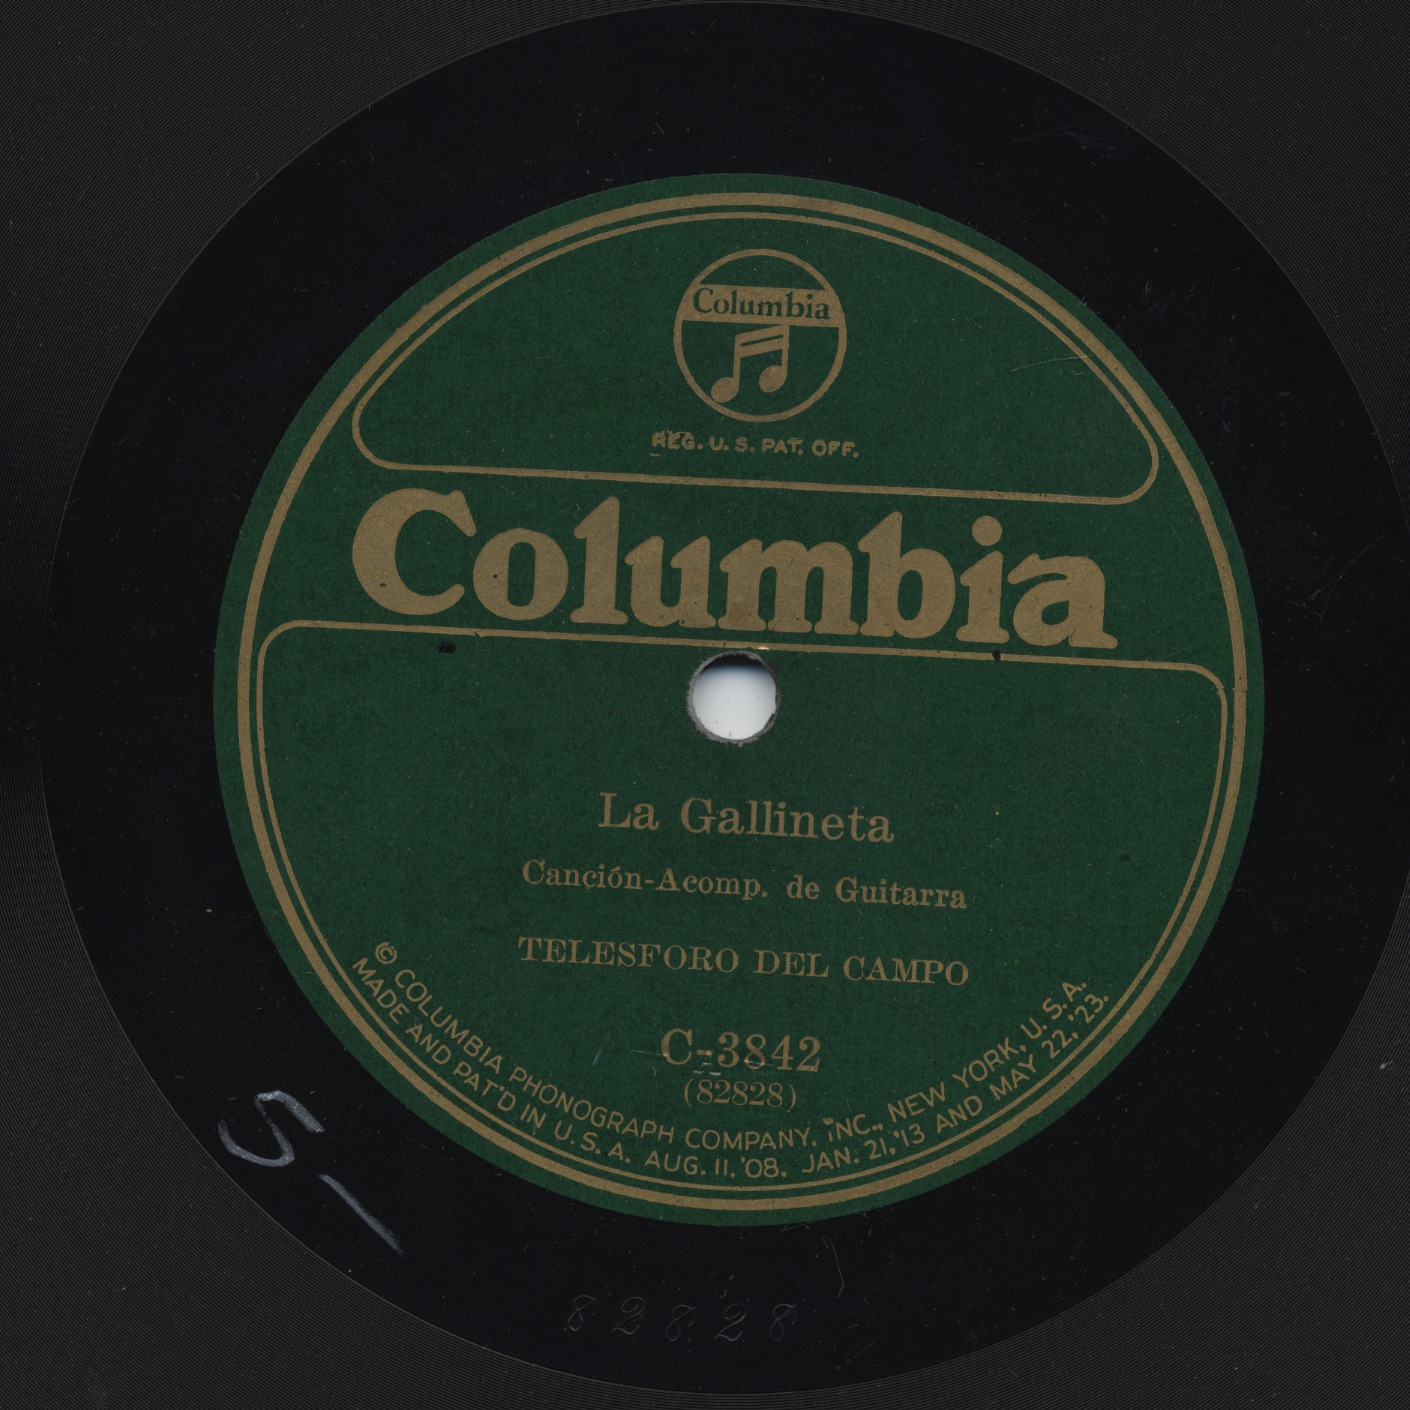 Columbia
REG. U. S. PAT. OFF.
Columbia
La Gallineta
Canción-Acomp. de Guitarra
TELESFORO DEL CAMPO
C-3842
(82828)
© COLUMBIA PHONOGRAPH COMPANY, INC., NEW YORK, U. S. A.
MADE AND PAT'D IN U. S. A. AUG. 11, '08. JAN. 21, '13 AND MAY 22, '23.
S-
82828